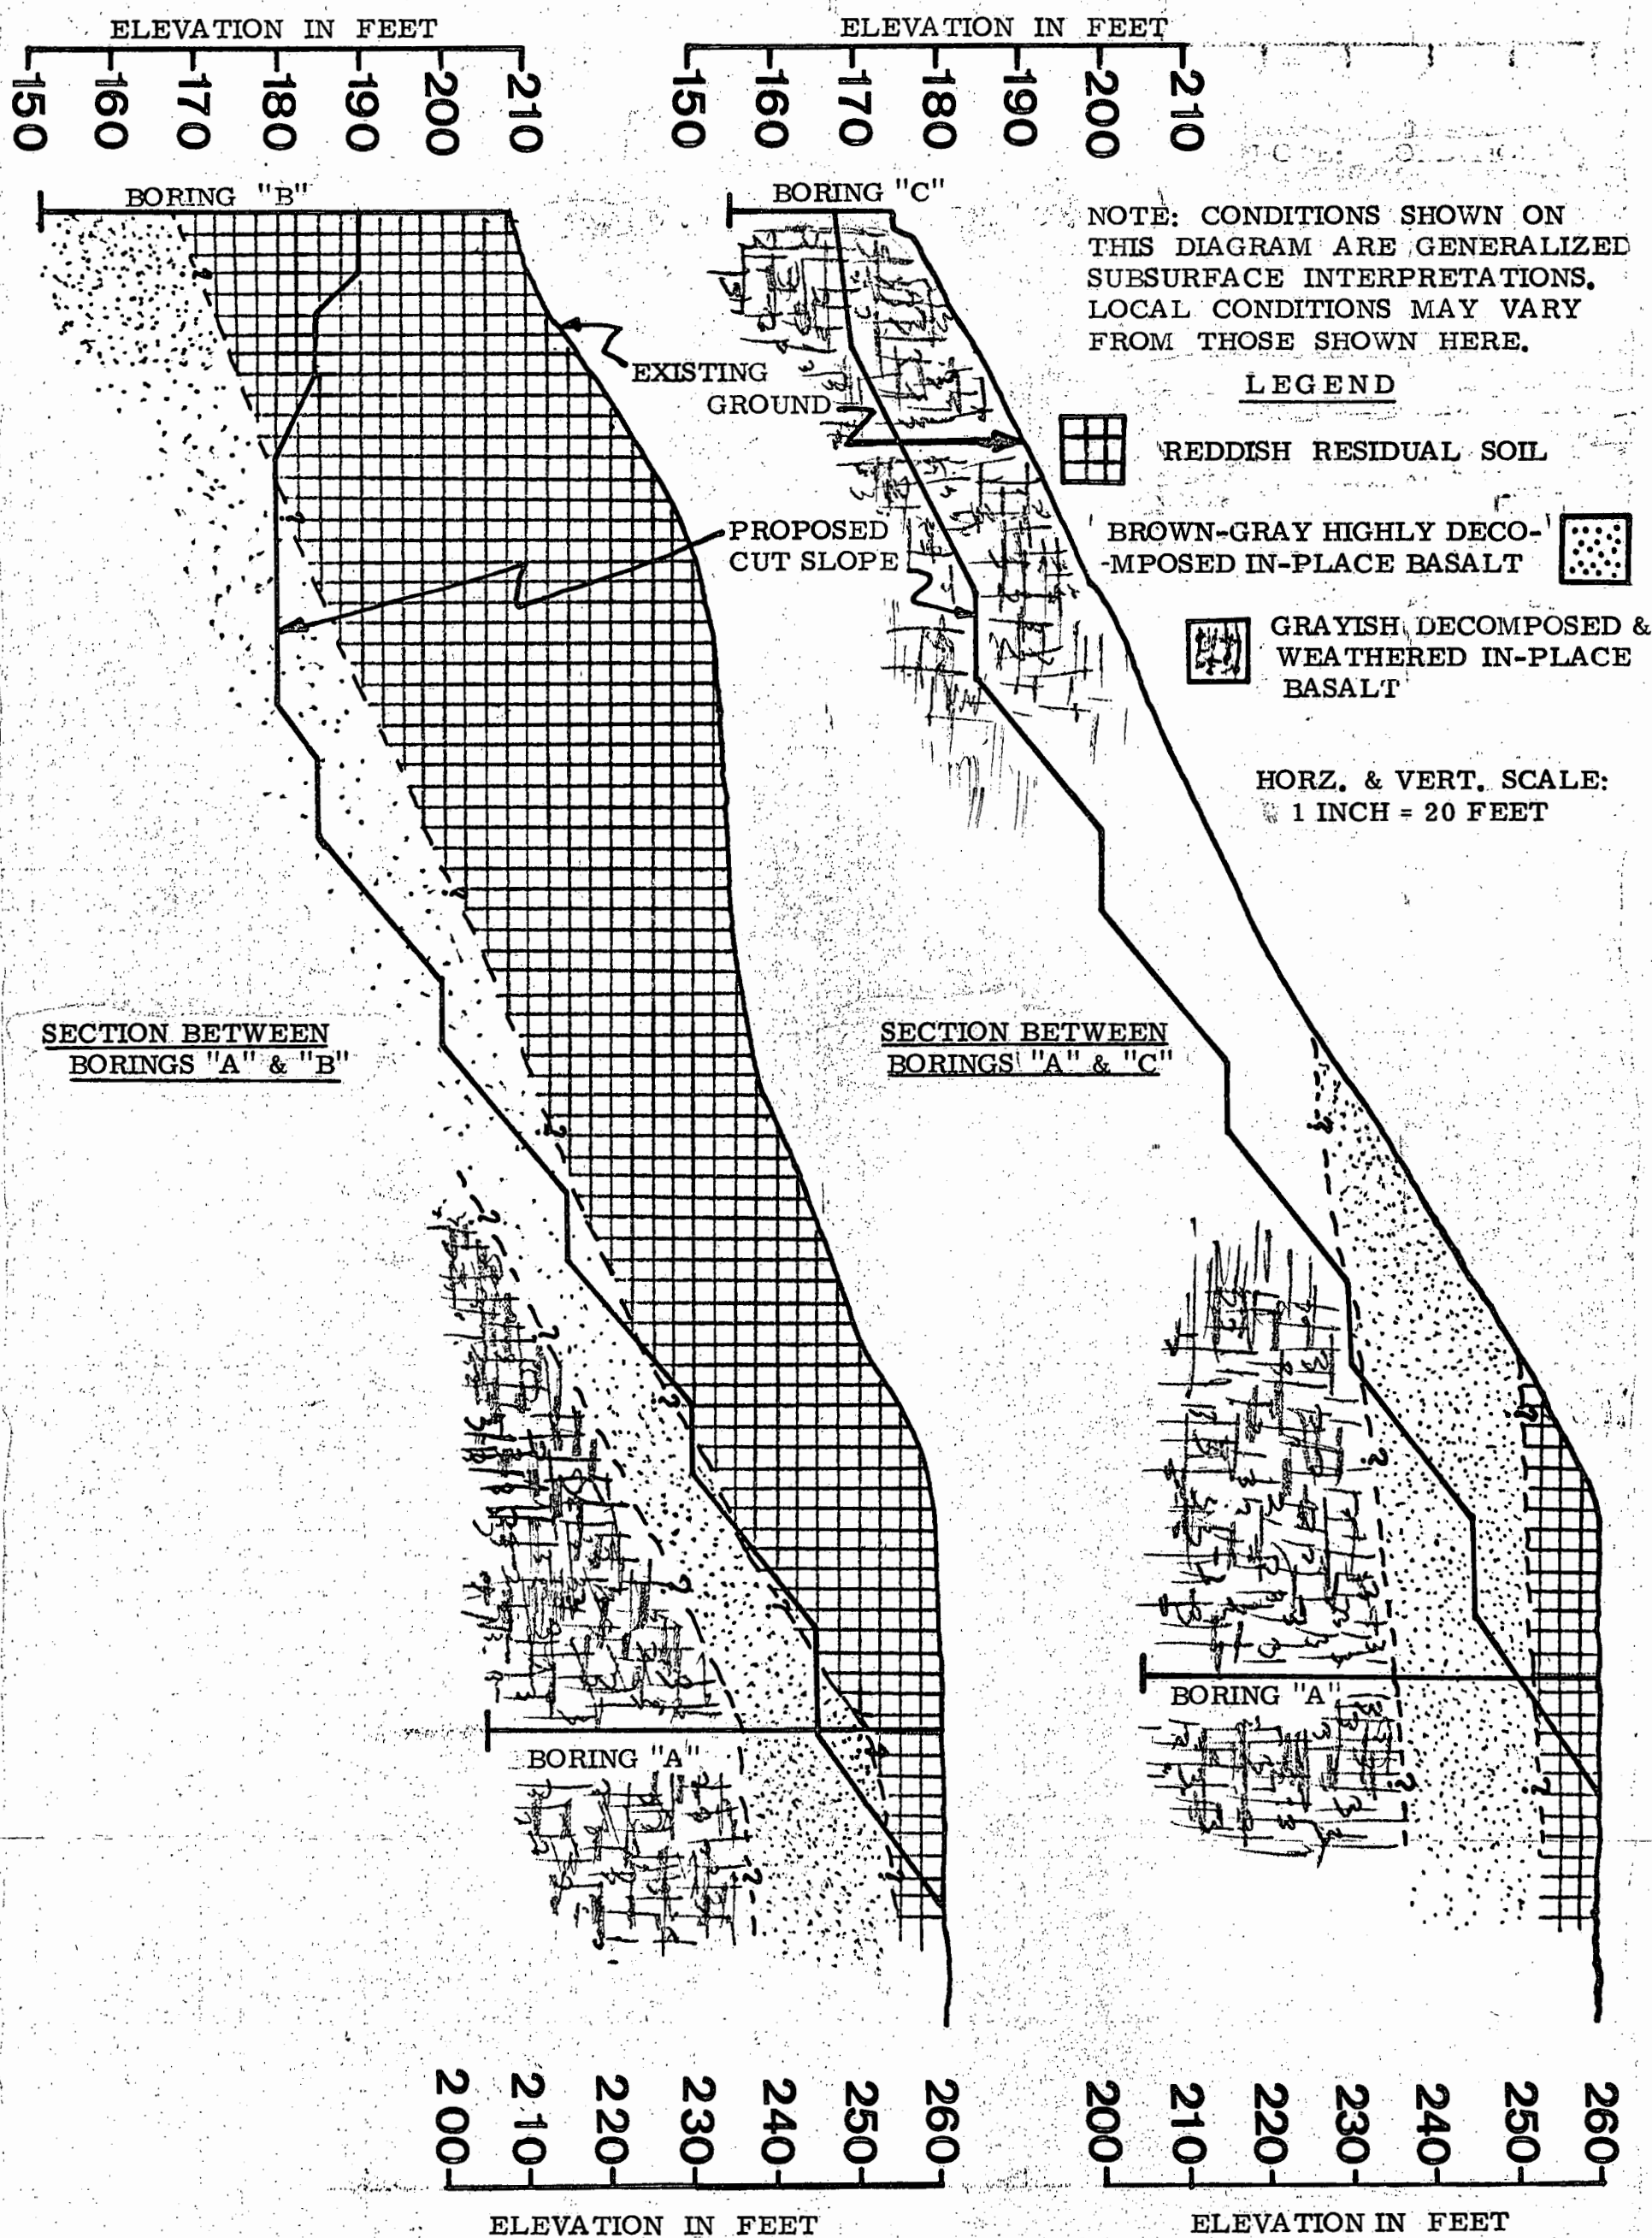 ELEVATION IN FEET
150 160 170 180 190 200 210
ELEVATION IN FEET
150 160 170 180 190 200 210
BORING "B"
BORING "C"
NOTE: CONDITIONS SHOWN ON
THIS DIAGRAM ARE GENERALIZED
SUBSURFACE INTERPRETATIONS.
LOCAL CONDITIONS MAY VARY
FROM THOSE SHOWN HERE.
LEGEND
REDDISH RESIDUAL SOIL
BROWN-GRAY HIGHLY DECO-
-MPOSED IN-PLACE BASALT
GRAYISH DECOMPOSED &
WEATHERED IN-PLACE
BASALT
HORZ. & VERT. SCALE:
1 INCH = 20 FEET
EXISTING
GROUND
PROPOSED
CUT SLOPE
SECTION BETWEEN
BORINGS "A" & "B"
SECTION BETWEEN
BORINGS "A" & "C"
BORING "A"
BORING "A"
200 210 220 230 240 250 260
ELEVATION IN FEET
200 210 220 230 240 250 260
ELEVATION IN FEET